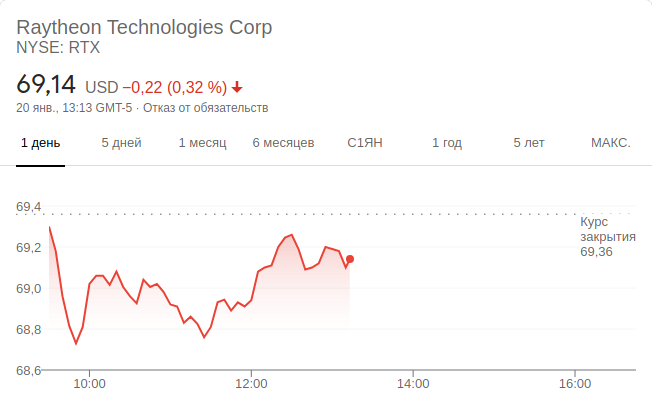 Raytheon Technologies Corp
NYSE: RTX
69,14 USD −0,22 (0,32 %)
20 янв., 13:13 GMT-5 · Отказ от обязательств
1 день 5 дней 1 месяц 6 месяцев С1ЯН 1 год 5 лет МАКС.
69,4
Курс
закрытия
69,36
69,2
69,0
68,8
68,6
10:00 12:00 14:00 16:00